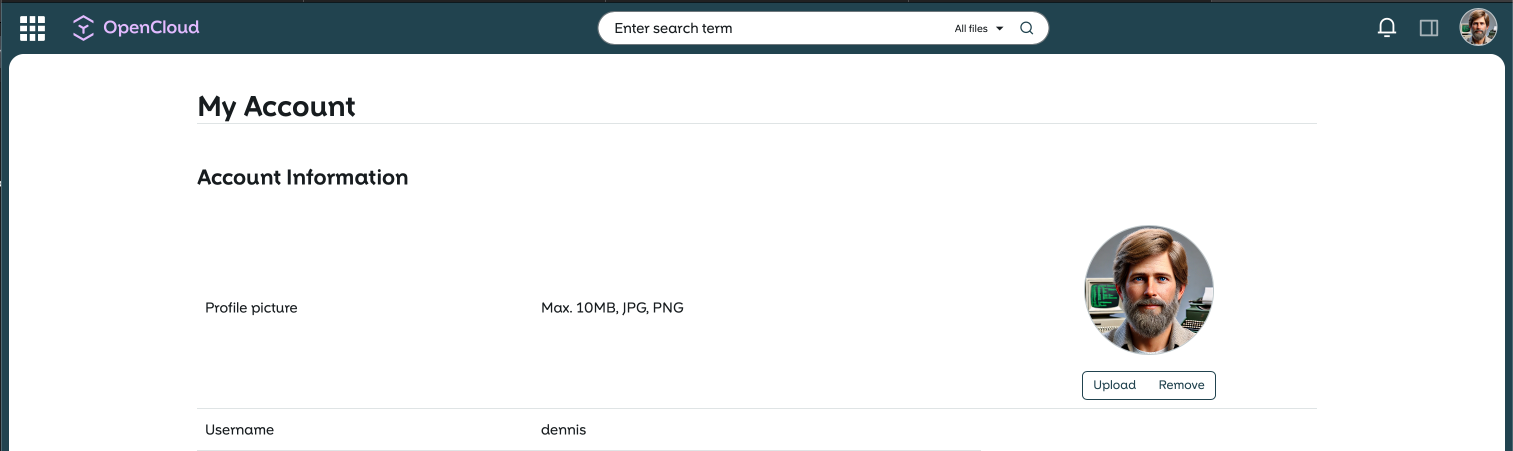 OpenCloud
Enter search term
All files
My Account
Account Information
Profile picture
Max. 10MB, JPG, PNG
Upload Remove
Username
dennis